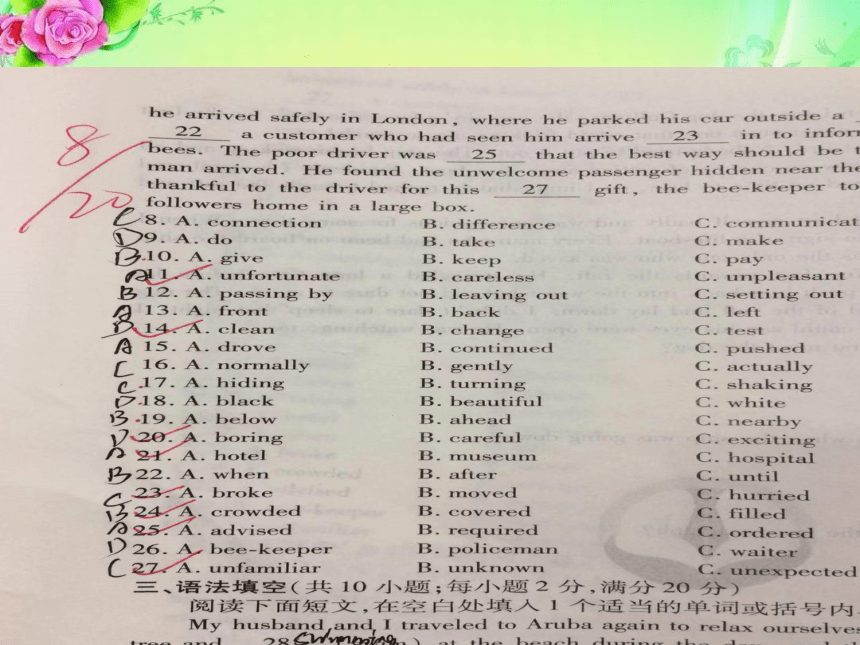 he arrived safely in London, where he parked his car outside a
22 a customer who had seen him arrive 23 in to infor
bees. The poor driver was 25 that the best way should be t
man arrived. He found the unwelcome passenger hidden near the
thankful to the driver for this 27 gift, the bee-keeper to
followers home in a large box.
8/20
C 8. A. connection B. difference C. communicat
D 9. A. do B. take C. make
B 10. A. give B. keep C. pay
A 11. A. unfortunate B. careless C. unpleasant
B 12. A. passing by B. leaving out C. setting out
A 13. A. front B. back C. left
D 14. A. clean B. change C. test
A 15. A. drove B. continued C. pushed
C 16. A. normally B. gently C. actually
C 17. A. hiding B. turning C. shaking
D 18. A. black B. beautiful C. white
B 19. A. below B. ahead C. nearby
D 20. A. boring B. careful C. exciting
A 21. A. hotel B. museum C. hospital
B 22. A. when B. after C. until
C 23. A. broke B. moved C. hurried
B 24. A. crowded B. covered C. filled
A 25. A. advised B. required C. ordered
D 26. A. bee-keeper B. policeman C. waiter
C 27. A. unfamiliar B. unknown C. unexpected
三、语法填空(共 10 小题;每小题 2 分,满分 20 分)
阅读下面短文,在空白处填入 1 个适当的单词或括号内
My husband and I traveled to Aruba again to relax ourselves
tree and 28 swimming ) at the beach during the day